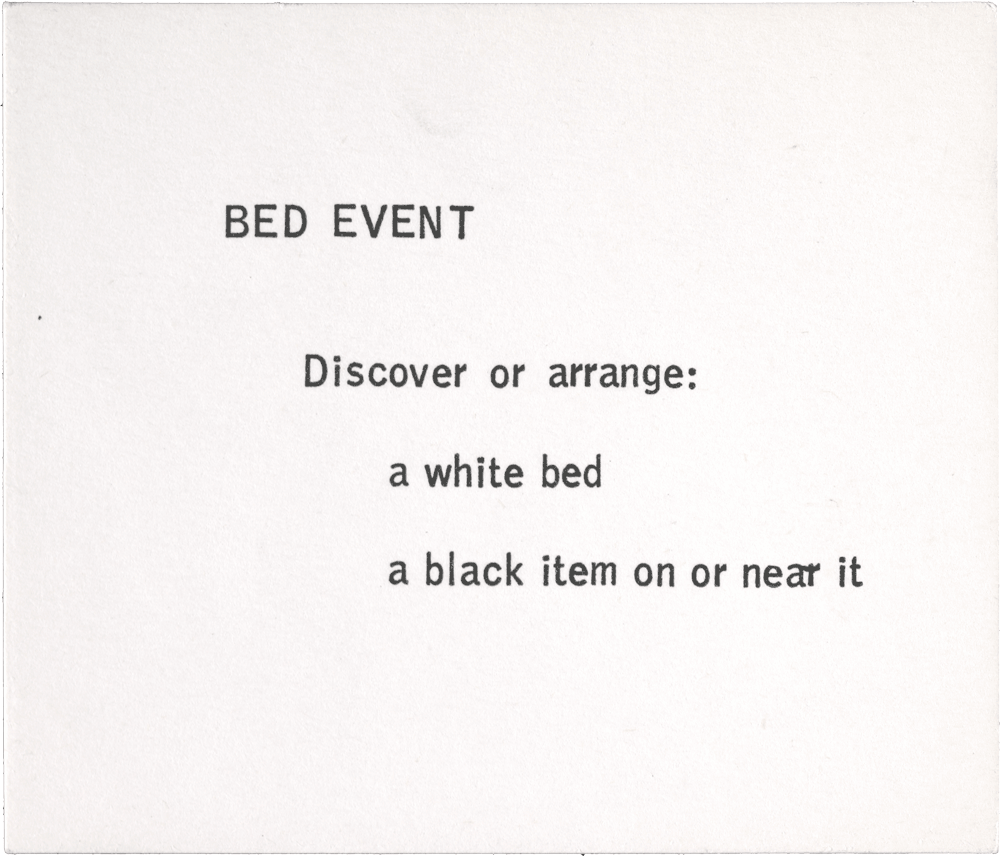 BED EVENT
Discover or arrange:
a white bed
a black item on or near it